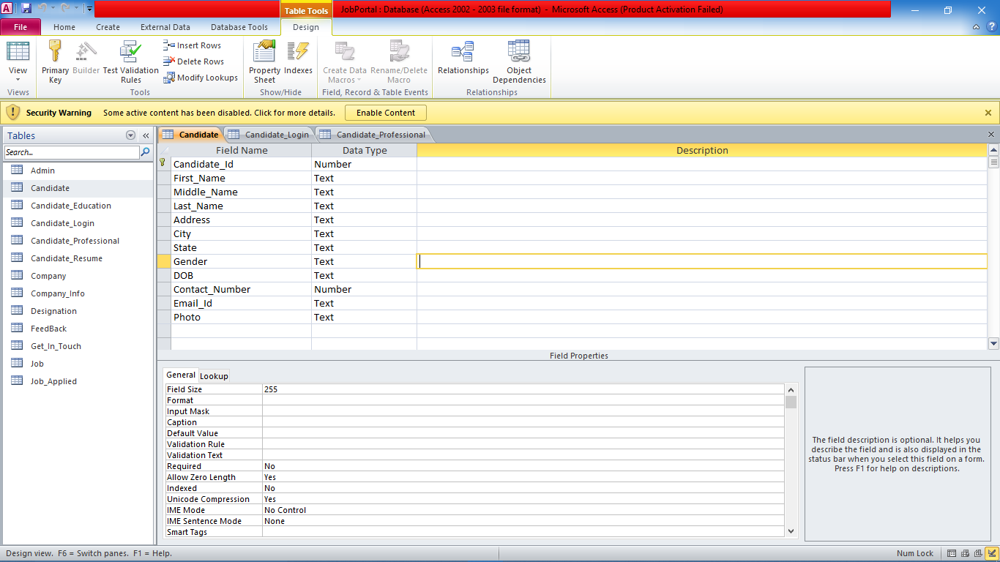 Table Tools
JobPortal : Database (Access 2002 - 2003 file format) - Microsoft Access (Product Activation Failed)
File Home Create External Data Database Tools Design
View
Primary Key
Builder
Test Validation Rules
Insert Rows
Delete Rows
Modify Lookups
Property Sheet
Indexes
Create Data Macros
Rename/Delete Macro
Relationships
Object Dependencies
Views Tools Show/Hide Field, Record & Table Events Relationships
Security Warning Some active content has been disabled. Click for more details. Enable Content
Tables
Search...
Admin
Candidate
Candidate_Education
Candidate_Login
Candidate_Professional
Candidate_Resume
Company
Company_Info
Designation
FeedBack
Get_In_Touch
Job
Job_Applied
Candidate Candidate_Login Candidate_Professional
Field Name Data Type Description
Candidate_Id Number
First_Name Text
Middle_Name Text
Last_Name Text
Address Text
City Text
State Text
Gender Text
DOB Text
Contact_Number Number
Email_Id Text
Photo Text
Field Properties
General Lookup
Field Size 255
Format
Input Mask
Caption
Default Value
Validation Rule
Validation Text
Required No
Allow Zero Length Yes
Indexed No
Unicode Compression Yes
IME Mode No Control
IME Sentence Mode None
Smart Tags
The field description is optional. It helps you
describe the field and is also displayed in the
status bar when you select this field on a form.
Press F1 for help on descriptions.
Design view. F6 = Switch panes. F1 = Help. Num Lock